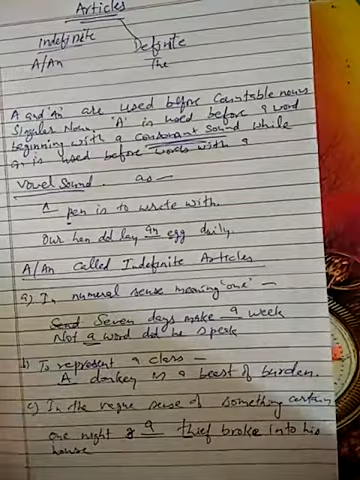 Articles
Indefinite
Definite
A/An
The
A and 'An' are used before Countable nouns
Singular Noun, 'A' is used before a word
beginning with a consonant sound while
an is used before words with a
Vowel Sound. as —
A pen is to write with.
Our hen did lay an egg daily.
A/An Called Indefinite Articles
a) In numeral sense meaning 'one' —
Seven days make a week
Not a word did he speak
b) To represent a class —
A donkey is a beast of burden.
c) In the vague sense of something certain
one night a thief broke into his
house